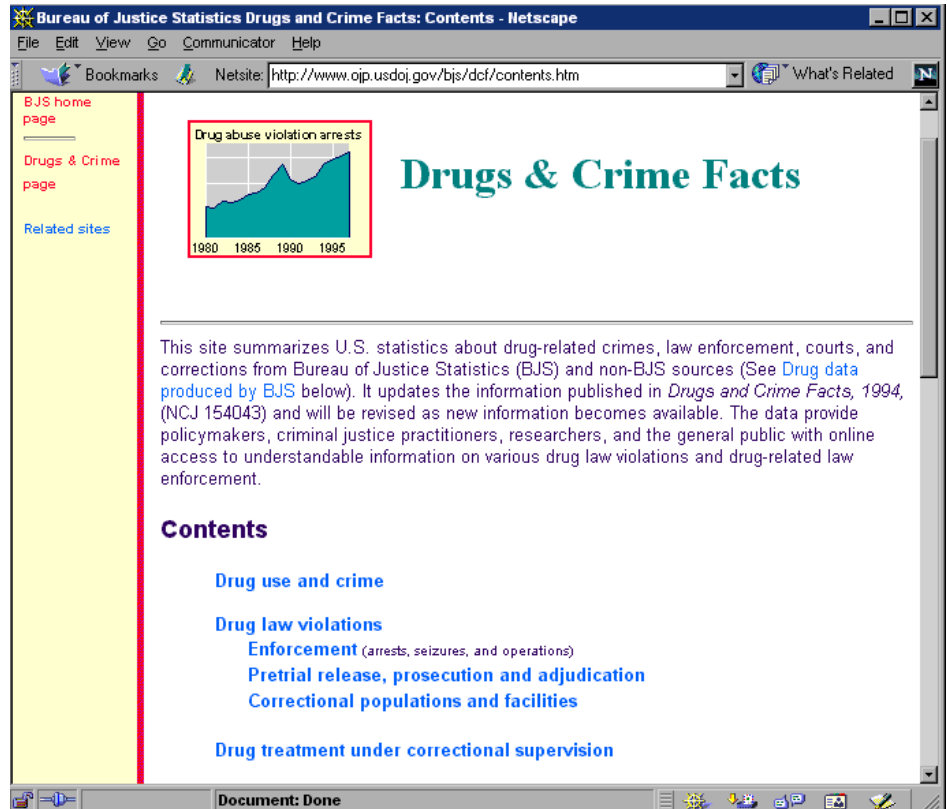 Bureau of Justice Statistics Drugs and Crime Facts: Contents - Netscape
File Edit View Go Communicator Help
Bookmarks Netsite: http://www.ojp.usdoj.gov/bjs/dcf/contents.htm What's Related N
BJS home
page
Drugs & Crime
page
Related sites
Drug abuse violation arrests
1980 1985 1990 1995
Drugs & Crime Facts
This site summarizes U.S. statistics about drug-related crimes, law enforcement, courts, and
corrections from Bureau of Justice Statistics (BJS) and non-BJS sources (See Drug data
produced by BJS below). It updates the information published in Drugs and Crime Facts, 1994,
(NCJ 154043) and will be revised as new information becomes available. The data provide
policymakers, criminal justice practitioners, researchers, and the general public with online
access to understandable information on various drug law violations and drug-related law
enforcement.
Contents
Drug use and crime
Drug law violations
Enforcement (arrests, seizures, and operations)
Pretrial release, prosecution and adjudication
Correctional populations and facilities
Drug treatment under correctional supervision
Document: Done